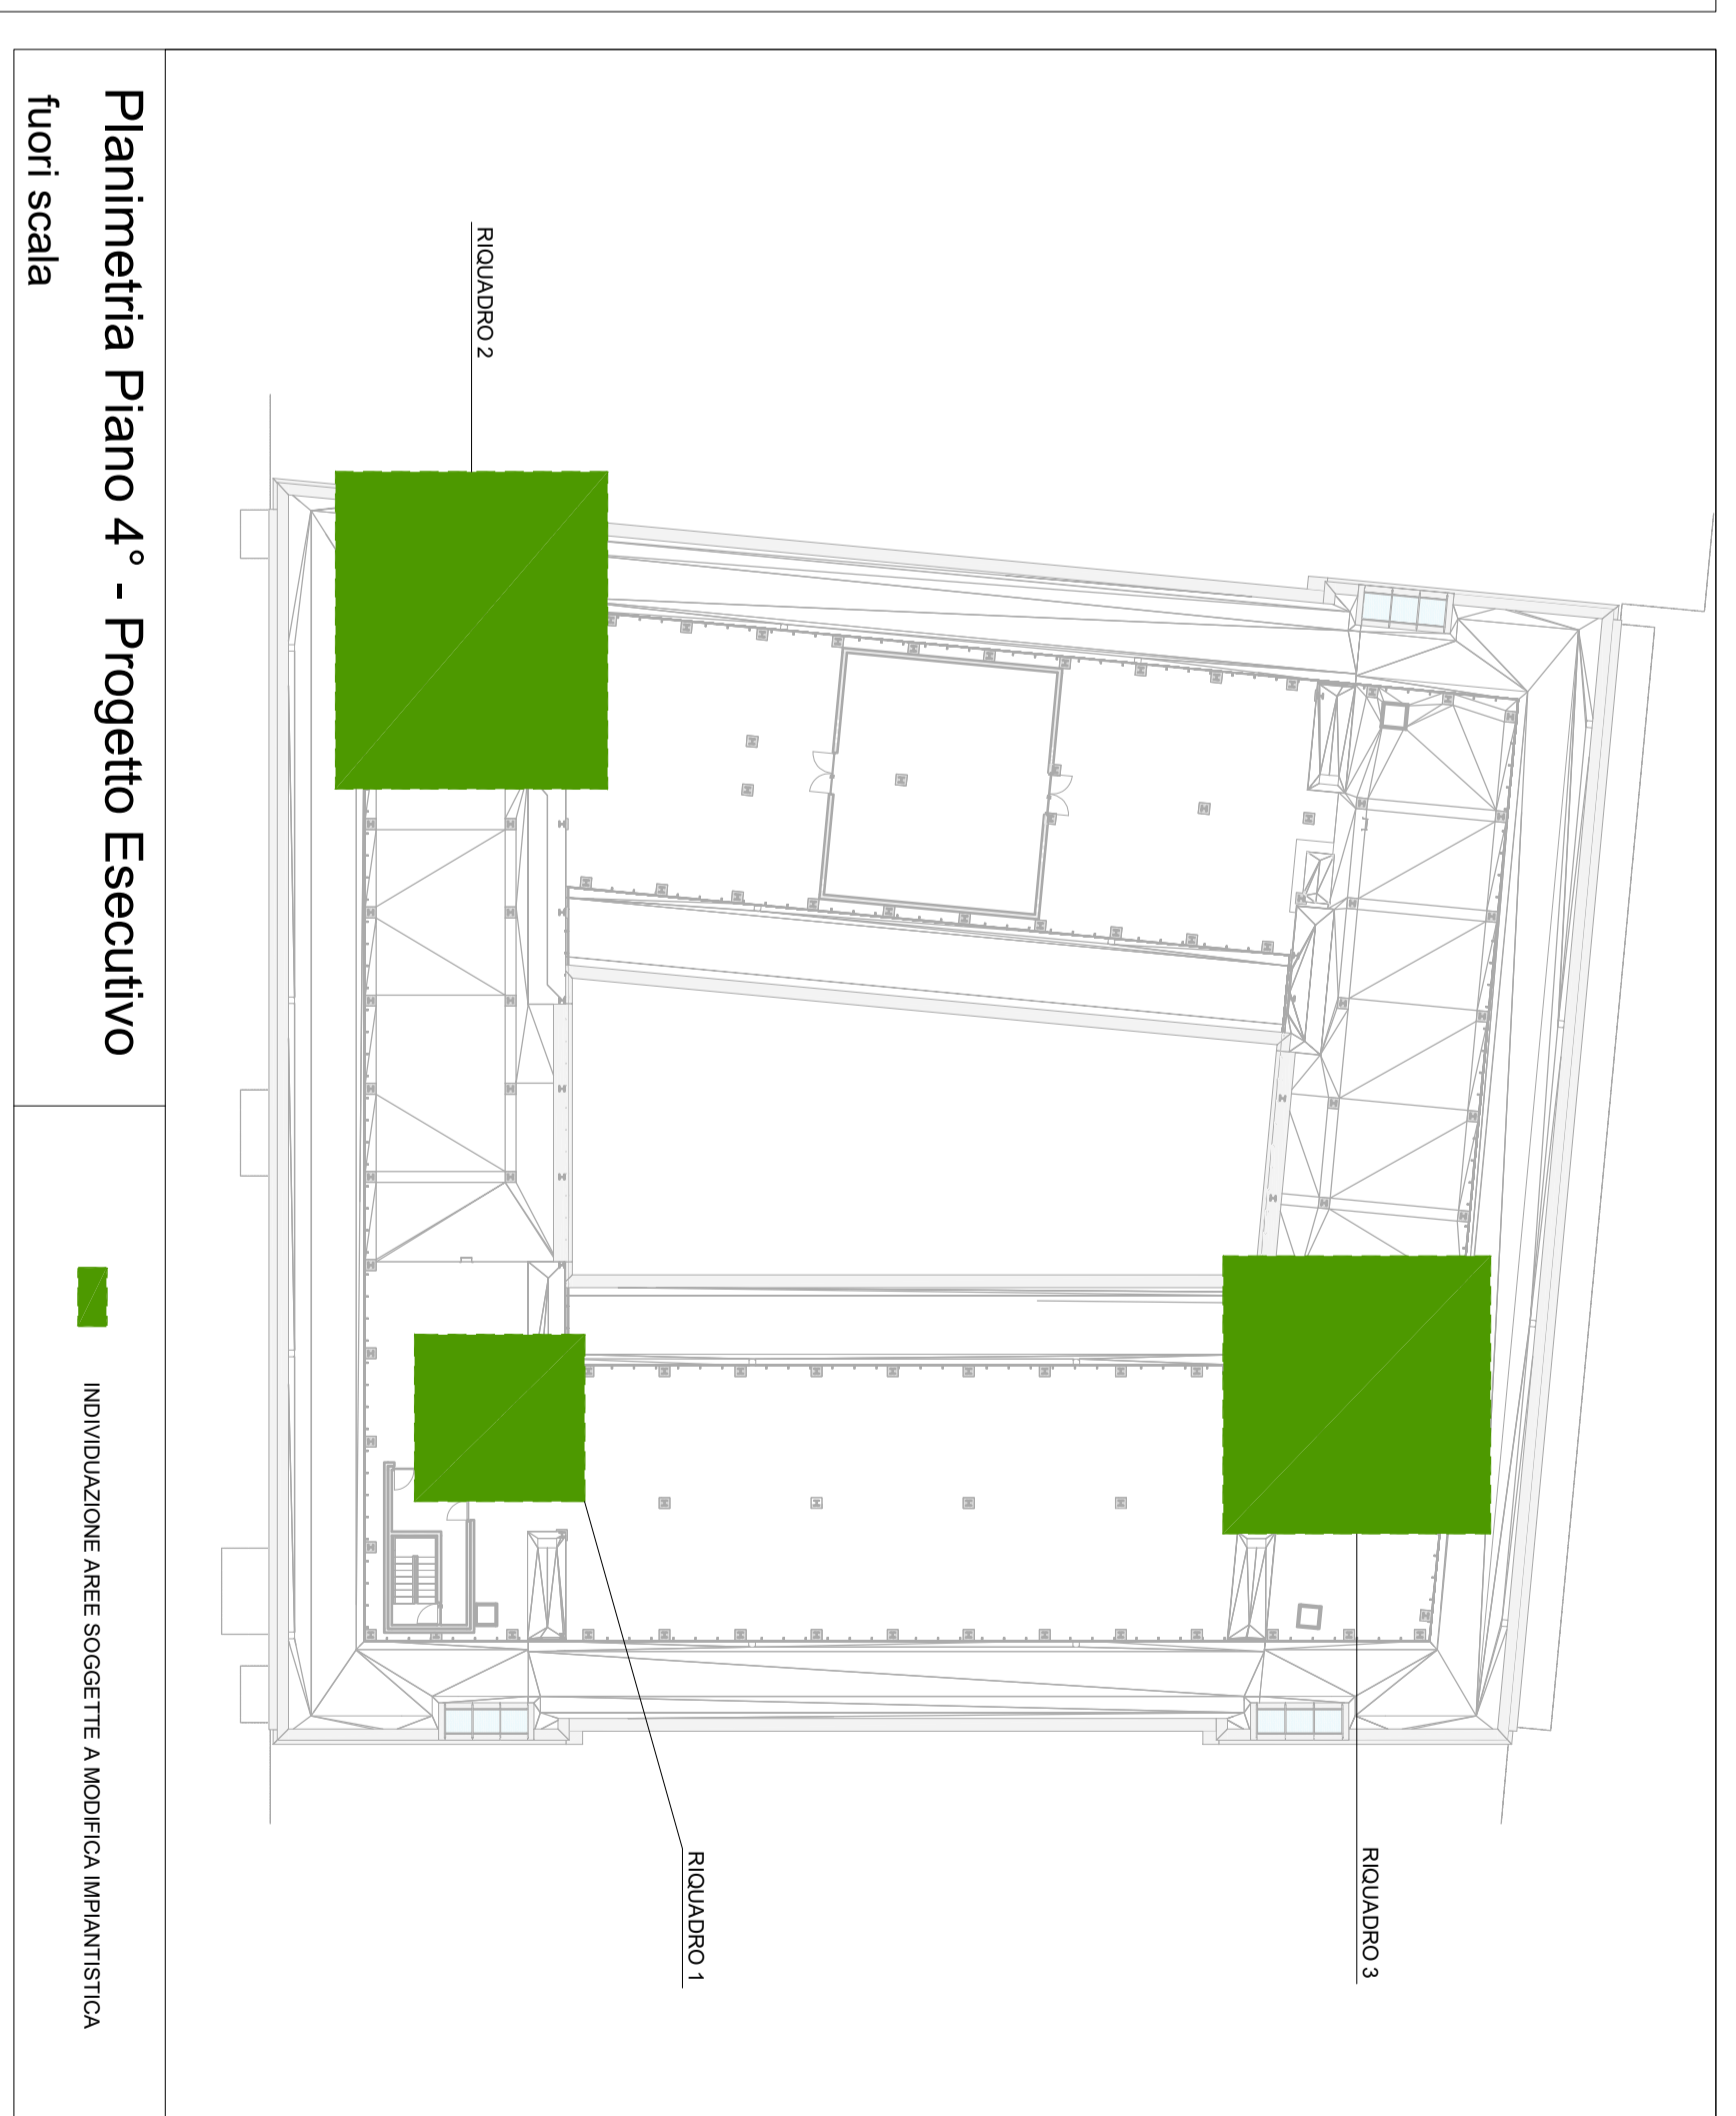 RIQUADRO 3
RIQUADRO 2
RIQUADRO 1
Planimetria Piano 4° - Progetto Esecutivo
fuori scala
INDIVIDUAZIONE AREE SOGGETTE A MODIFICA IMPIANTISTICA